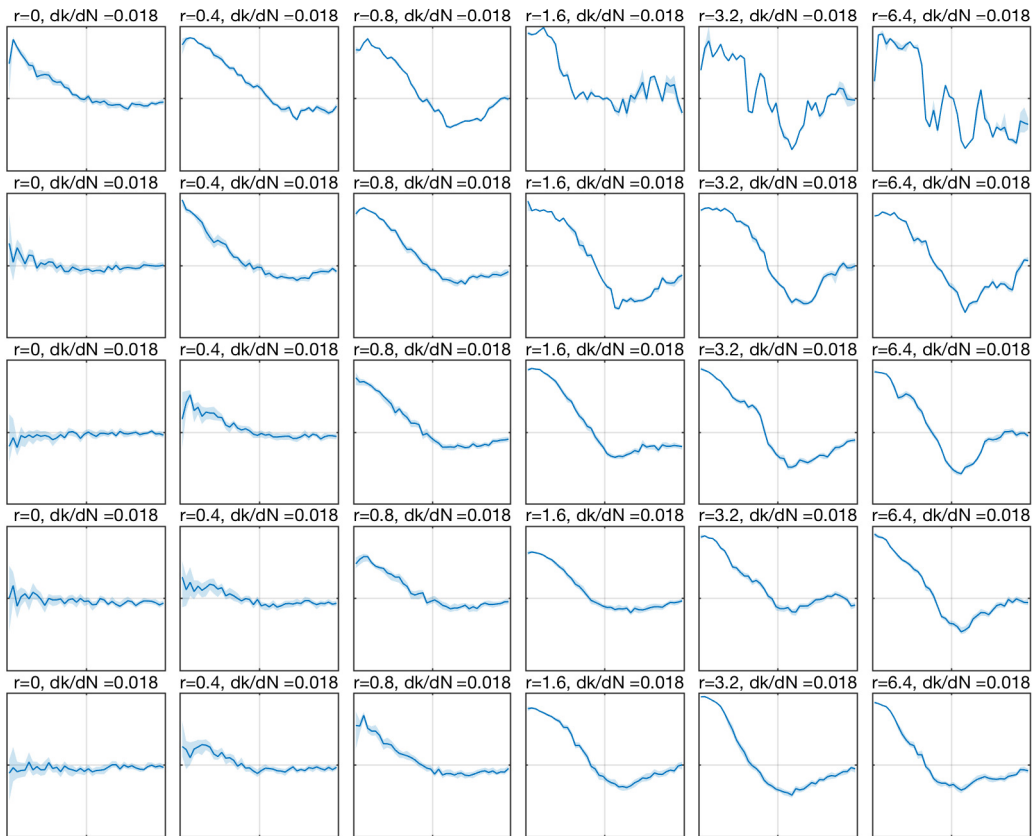 r=0, dk/dN =0.018 r=0.4, dk/dN =0.018 r=0.8, dk/dN =0.018 r=1.6, dk/dN =0.018 r=3.2, dk/dN =0.018 r=6.4, dk/dN =0.018
r=0, dk/dN =0.018 r=0.4, dk/dN =0.018 r=0.8, dk/dN =0.018 r=1.6, dk/dN =0.018 r=3.2, dk/dN =0.018 r=6.4, dk/dN =0.018
r=0, dk/dN =0.018 r=0.4, dk/dN =0.018 r=0.8, dk/dN =0.018 r=1.6, dk/dN =0.018 r=3.2, dk/dN =0.018 r=6.4, dk/dN =0.018
r=0, dk/dN =0.018 r=0.4, dk/dN =0.018 r=0.8, dk/dN =0.018 r=1.6, dk/dN =0.018 r=3.2, dk/dN =0.018 r=6.4, dk/dN =0.018
r=0, dk/dN =0.018 r=0.4, dk/dN =0.018 r=0.8, dk/dN =0.018 r=1.6, dk/dN =0.018 r=3.2, dk/dN =0.018 r=6.4, dk/dN =0.018